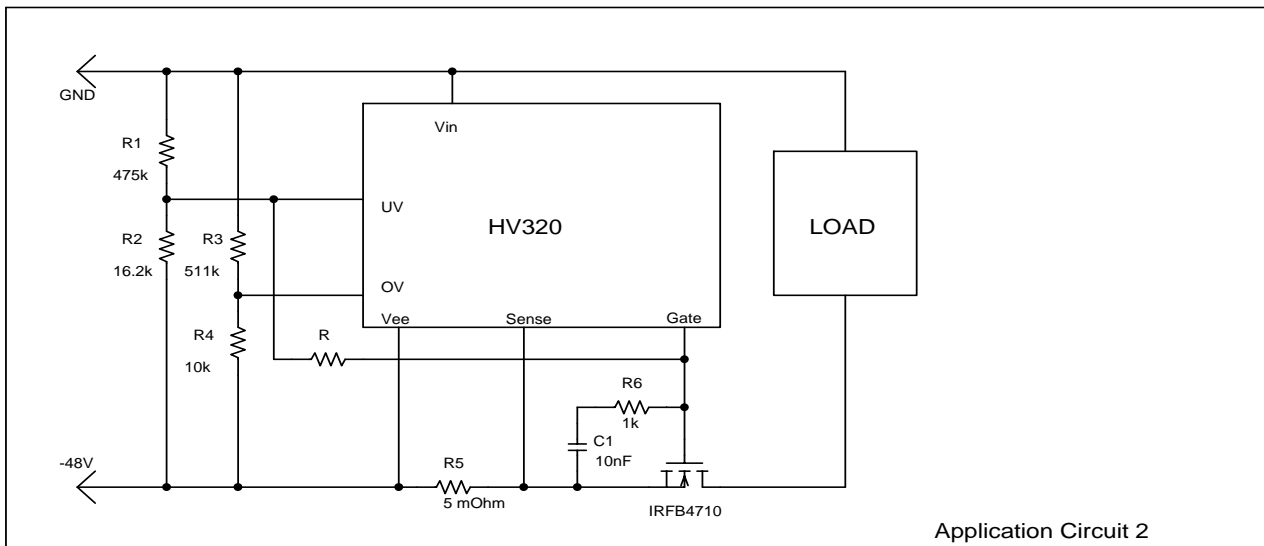 GND
Vin
R1
475k
UV
HV320
LOAD
R2
R3
16.2k
511k
OV
Vee
Sense
Gate
R4
R
10k
R6
1k
C1
10nF
-48V
R5
5 mOhm
IRFB4710
Application Circuit 2